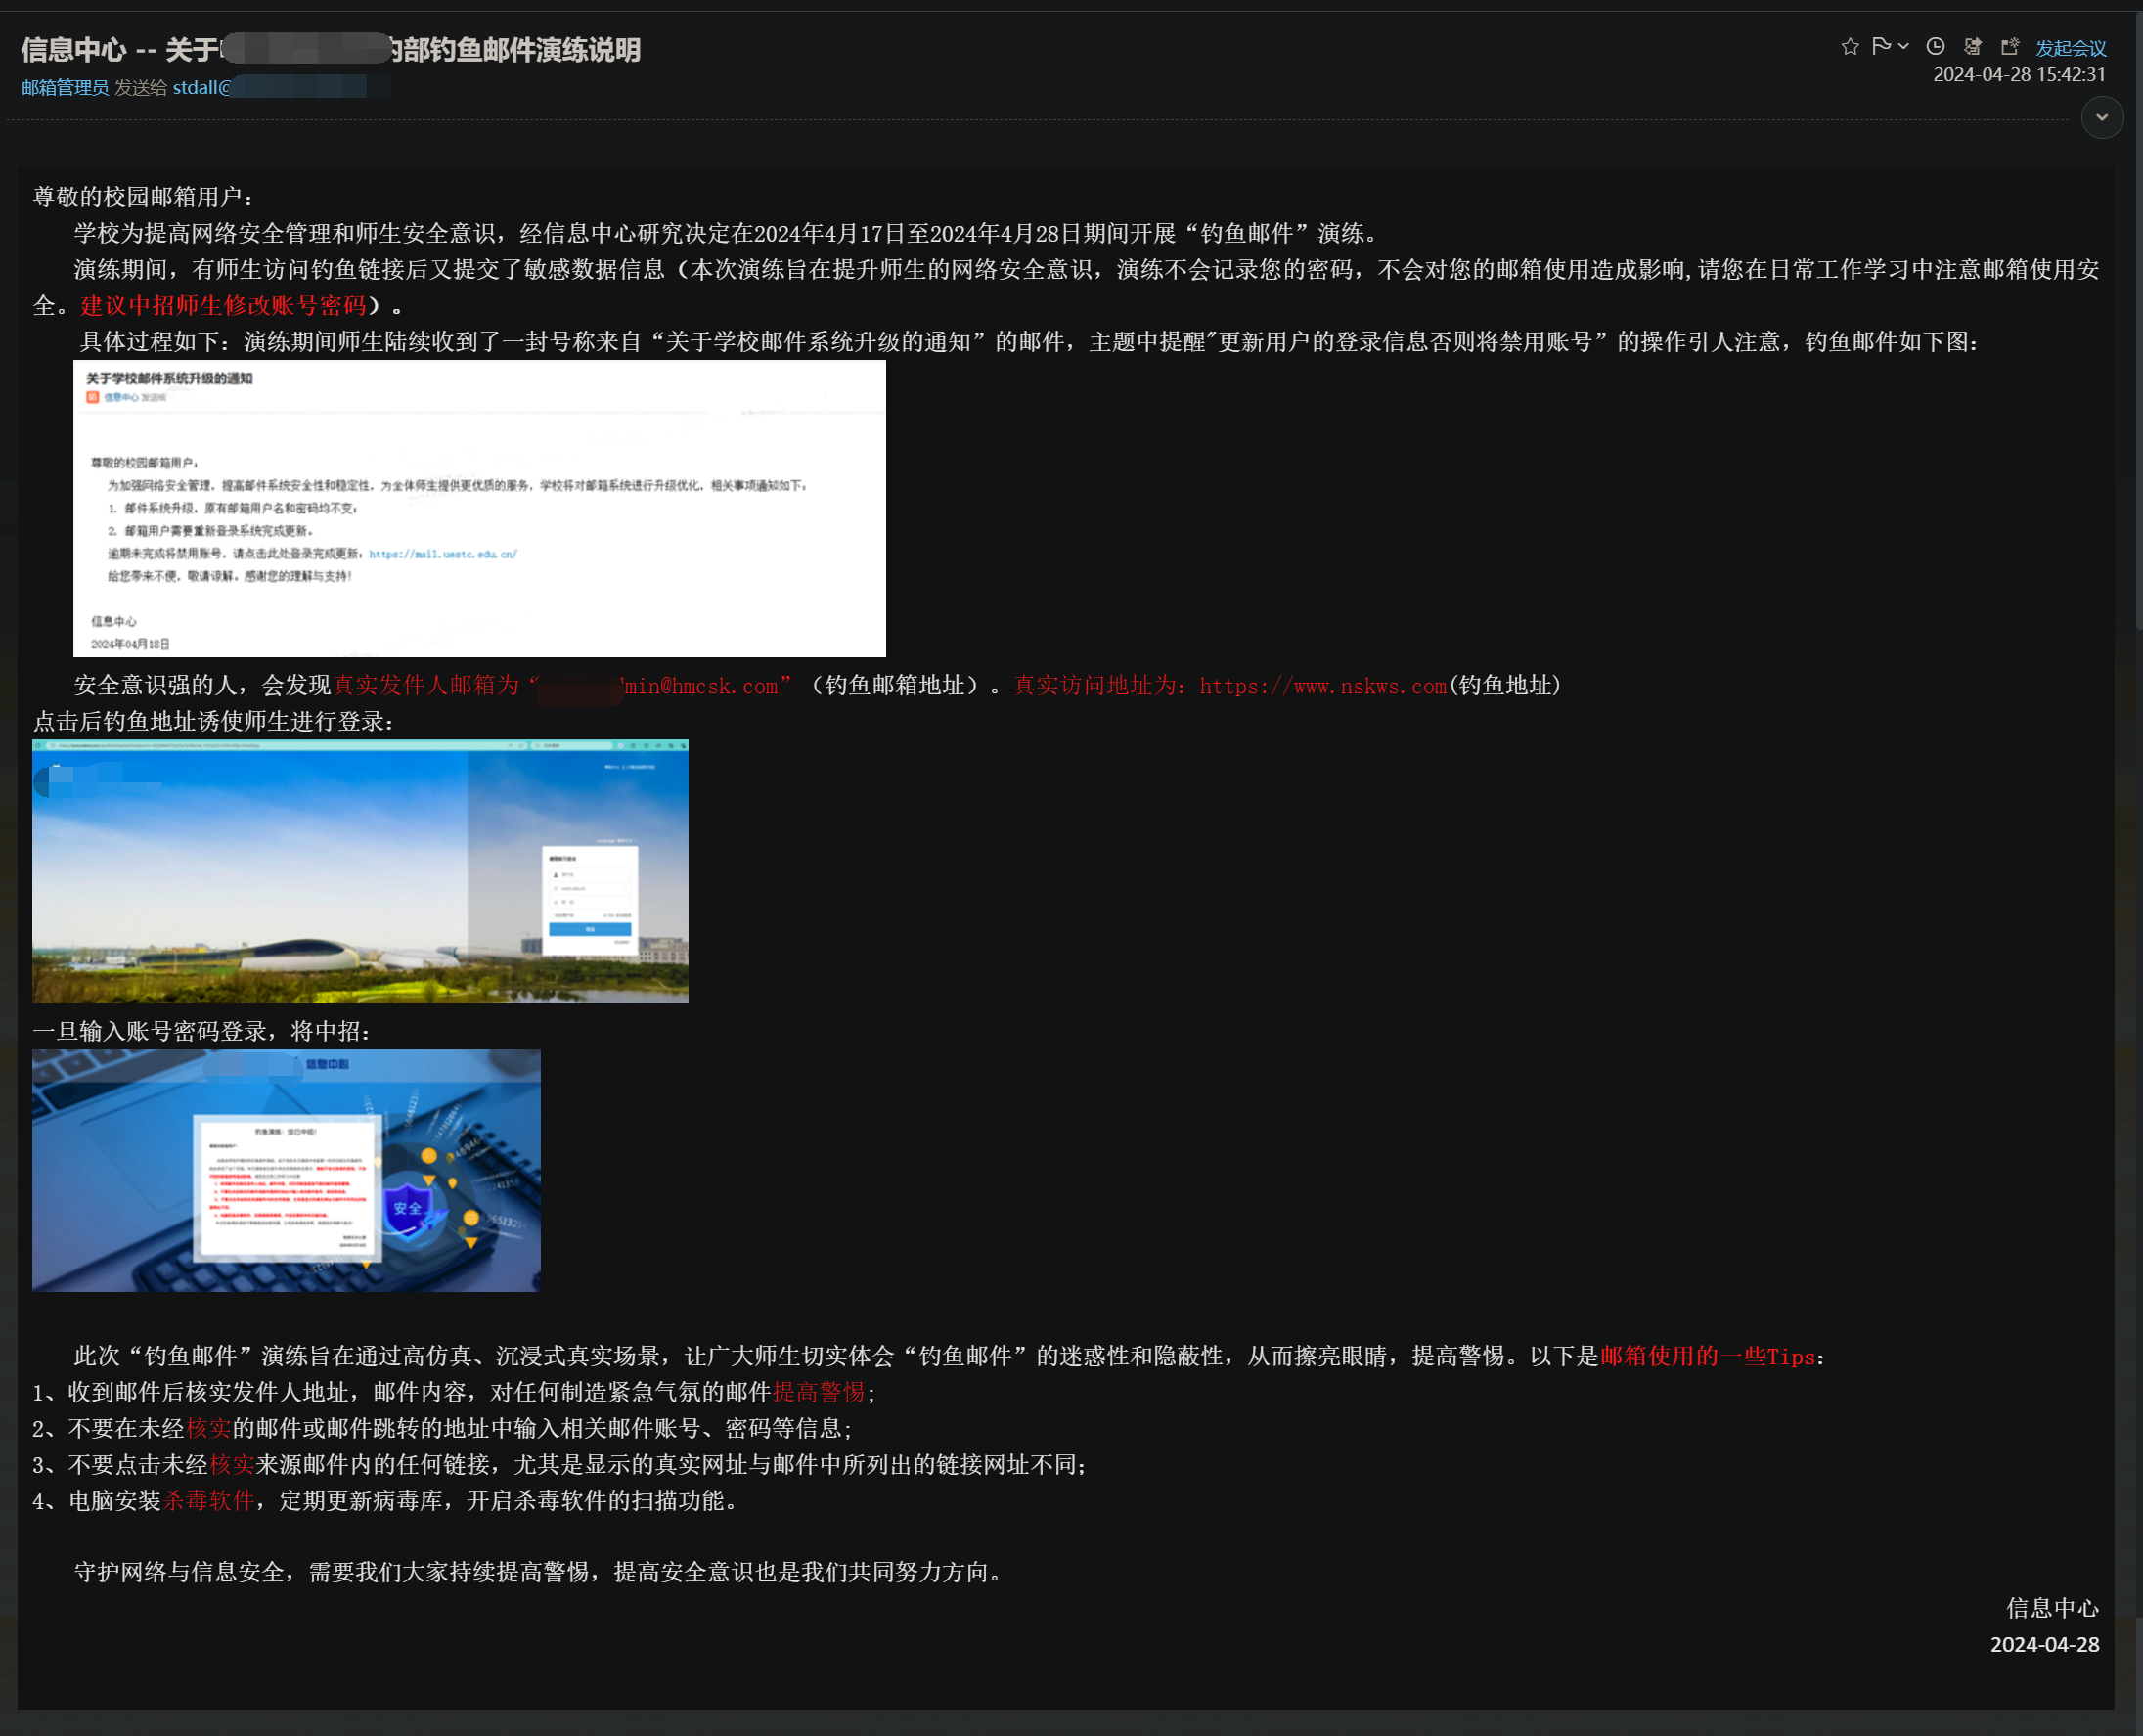 信息中心 -- 关于
内部钓鱼邮件演练说明
发起会议
邮箱管理员 发送给 stdall@
2024-04-28 15:42:31
尊敬的校园邮箱用户：
学校为提高网络安全管理和师生安全意识，经信息中心研究决定在2024年4月17日至2024年4月28日期间开展“钓鱼邮件”演练。
演练期间，有师生访问钓鱼链接后又提交了敏感数据信息（本次演练旨在提升师生的网络安全意识，演练不会记录您的密码，不会对您的邮箱使用造成影响,请您在日常工作学习中注意邮箱使用安
全。建议中招师生修改账号密码）。
具体过程如下：演练期间师生陆续收到了一封号称来自“关于学校邮件系统升级的通知”的邮件，主题中提醒"更新用户的登录信息否则将禁用账号”的操作引人注意，钓鱼邮件如下图：
关于学校邮件系统升级的通知
信息中心 发送给
尊敬的校园邮箱用户：
为加强网络安全管理，提高邮件系统安全性和稳定性，为全体师生提供更优质的服务，学校将对邮箱系统进行升级优化，相关事项通知如下：
1. 邮件系统升级，原有邮箱用户名和密码均不变；
2. 邮箱用户需要重新登录系统完成更新。
逾期未完成将禁用账号，请点击此处登录完成更新：https://mail.uestc.edu.cn/
给您带来不便，敬请谅解。感谢您的理解与支持！
信息中心
2024年04月18日
安全意识强的人，会发现真实发件人邮箱为“
min@hmcsk.com”（钓鱼邮箱地址）。真实访问地址为：https://www.nskws.com(钓鱼地址)
点击后钓鱼地址诱使师生进行登录：
一旦输入账号密码登录，将中招：
信息中心
钓鱼演练：您已中招！
安全
此次“钓鱼邮件”演练旨在通过高仿真、沉浸式真实场景，让广大师生切实体会“钓鱼邮件”的迷惑性和隐蔽性，从而擦亮眼睛，提高警惕。以下是邮箱使用的一些Tips：
1、收到邮件后核实发件人地址，邮件内容，对任何制造紧急气氛的邮件提高警惕；
2、不要在未经核实的邮件或邮件跳转的地址中输入相关邮件账号、密码等信息；
3、不要点击未经核实来源邮件内的任何链接，尤其是显示的真实网址与邮件中所列出的链接网址不同；
4、电脑安装杀毒软件，定期更新病毒库，开启杀毒软件的扫描功能。
守护网络与信息安全，需要我们大家持续提高警惕，提高安全意识也是我们共同努力方向。
信息中心
2024-04-28